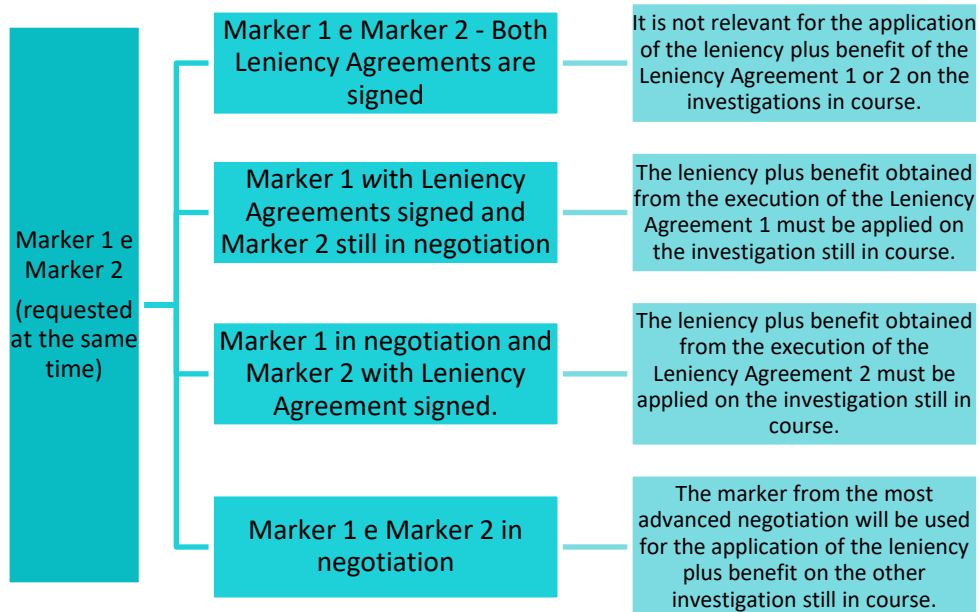 Marker 1 e
Marker 2
(requested
at the same
time)
Marker 1 e Marker 2 - Both
Leniency Agreements are
signed
It is not relevant for the application
of the leniency plus benefit of the
Leniency Agreement 1 or 2 on the
investigations in course.
Marker 1 with Leniency
Agreements signed and
Marker 2 still in negotiation
The leniency plus benefit obtained
from the execution of the Leniency
Agreement 1 must be applied on
the investigation still in course.
Marker 1 in negotiation and
Marker 2 with Leniency
Agreement signed.
The leniency plus benefit obtained
from the execution of the
Leniency Agreement 2 must be
applied on the investigation still in
course.
Marker 1 e Marker 2 in
negotiation
The marker from the most
advanced negotiation will be used
for the application of the leniency
plus benefit on the other
investigation still in course.